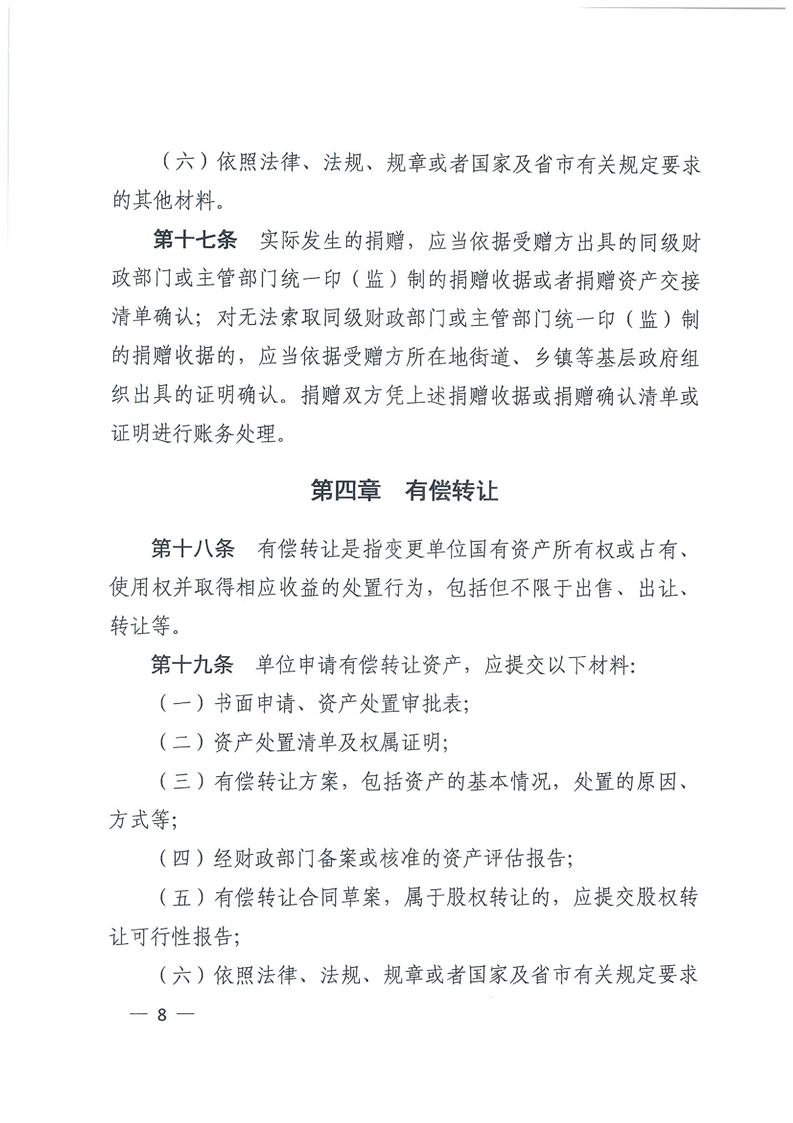 （六）依照法律、法规、规章或者国家及省市有关规定要求
的其他材料。
第十七条 实际发生的捐赠，应当依据受赠方出具的同级财
政部门或主管部门统一印（监）制的捐赠收据或者捐赠资产交接
清单确认；对无法索取同级财政部门或主管部门统一印（监）制
的捐赠收据的，应当依据受赠方所在地街道、乡镇等基层政府组
织出具的证明确认。捐赠双方凭上述捐赠收据或捐赠确认清单或
证明进行账务处理。
第四章 有偿转让
第十八条 有偿转让是指变更单位国有资产所有权或占有、
使用权并取得相应收益的处置行为，包括但不限于出售、出让、
转让等。
第十九条 单位申请有偿转让资产，应提交以下材料：
（一）书面申请、资产处置审批表；
（二）资产处置清单及权属证明；
（三）有偿转让方案，包括资产的基本情况，处置的原因、
方式等；
（四）经财政部门备案或核准的资产评估报告；
（五）有偿转让合同草案，属于股权转让的，应提交股权转
让可行性报告；
（六）依照法律、法规、规章或者国家及省市有关规定要求
— 8 —